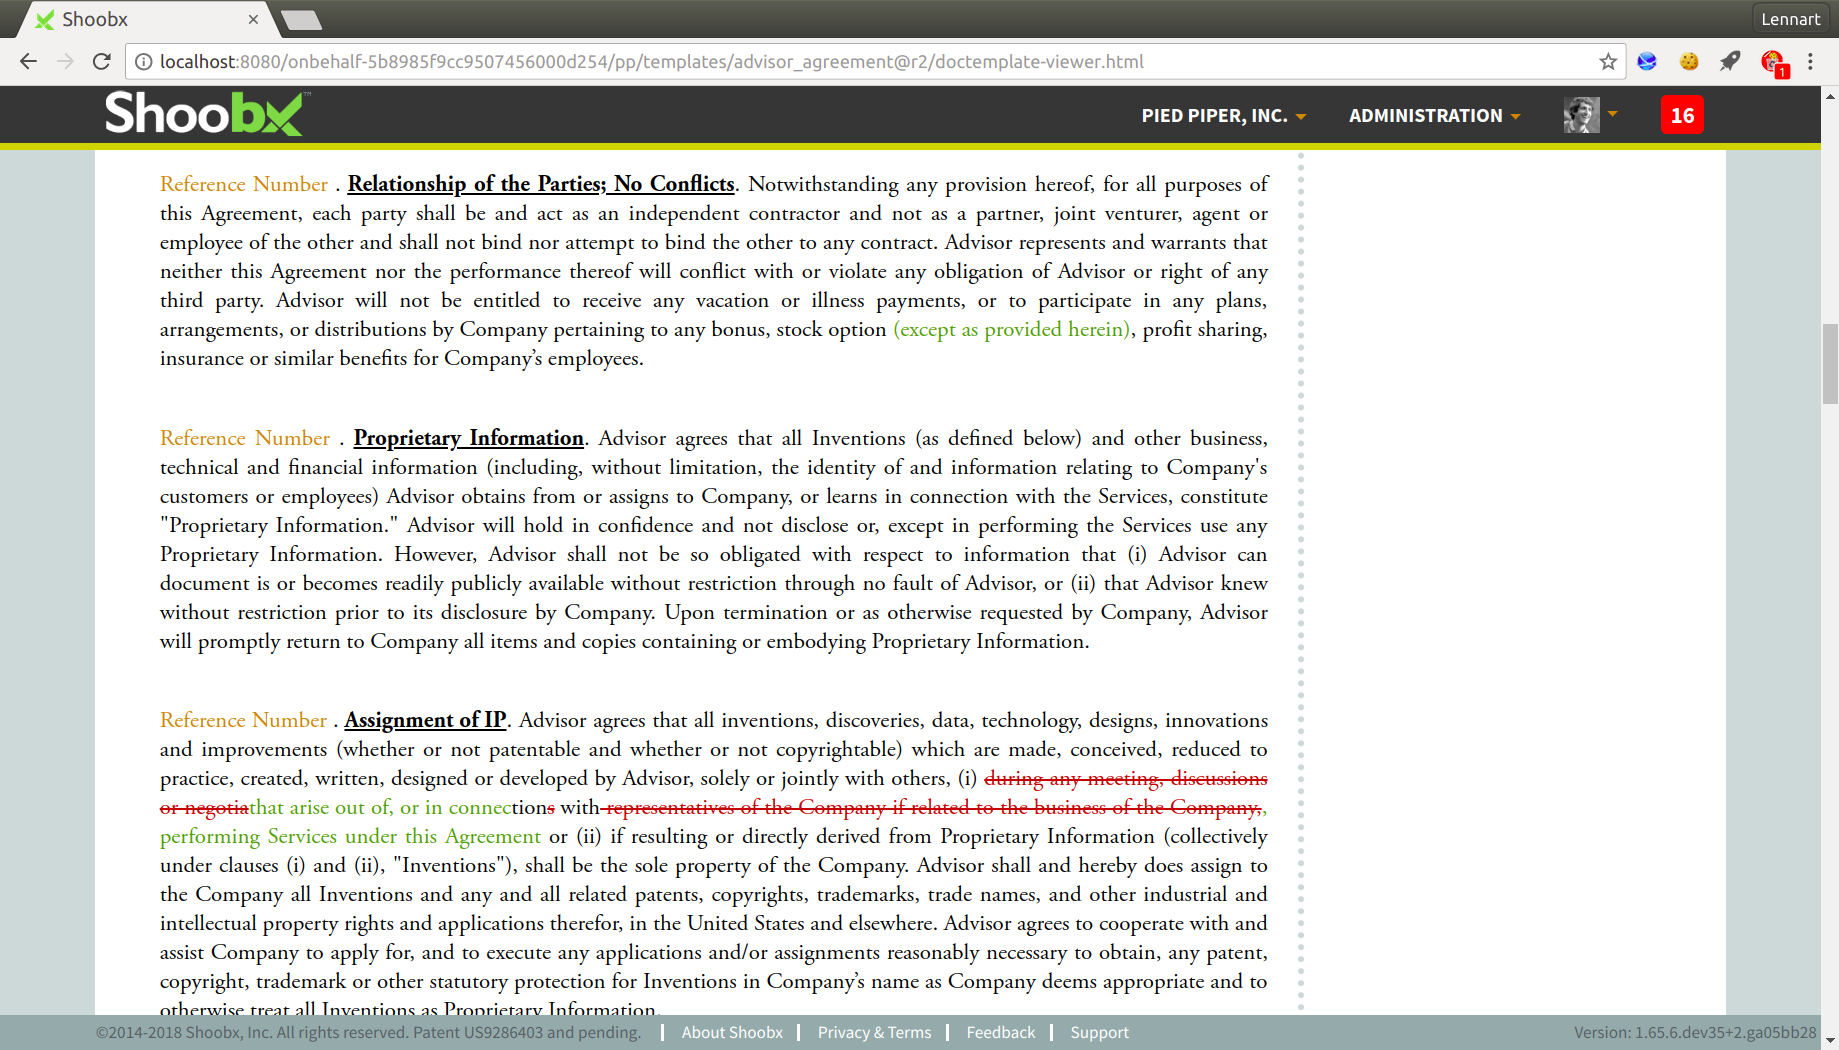 Shoobx
Lennart
localhost:8080/onbehalf-5b8985f9cc9507456000d254/pp/templates/advisor_agreement@r2/doctemplate-viewer.html
1
Shoobx™
PIED PIPER, INC.
ADMINISTRATION
16
Reference Number . Relationship of the Parties; No Conflicts. Notwithstanding any provision hereof, for all purposes of
this Agreement, each party shall be and act as an independent contractor and not as a partner, joint venturer, agent or
employee of the other and shall not bind nor attempt to bind the other to any contract. Advisor represents and warrants that
neither this Agreement nor the performance thereof will conflict with or violate any obligation of Advisor or right of any
third party. Advisor will not be entitled to receive any vacation or illness payments, or to participate in any plans,
arrangements, or distributions by Company pertaining to any bonus, stock option (except as provided herein), profit sharing,
insurance or similar benefits for Company’s employees.
Reference Number . Proprietary Information. Advisor agrees that all Inventions (as defined below) and other business,
technical and financial information (including, without limitation, the identity of and information relating to Company's
customers or employees) Advisor obtains from or assigns to Company, or learns in connection with the Services, constitute
"Proprietary Information." Advisor will hold in confidence and not disclose or, except in performing the Services use any
Proprietary Information. However, Advisor shall not be so obligated with respect to information that (i) Advisor can
document is or becomes readily publicly available without restriction through no fault of Advisor, or (ii) that Advisor knew
without restriction prior to its disclosure by Company. Upon termination or as otherwise requested by Company, Advisor
will promptly return to Company all items and copies containing or embodying Proprietary Information.
Reference Number . Assignment of IP. Advisor agrees that all inventions, discoveries, data, technology, designs, innovations
and improvements (whether or not patentable and whether or not copyrightable) which are made, conceived, reduced to
practice, created, written, designed or developed by Advisor, solely or jointly with others, (i) during any meeting, discussions
or negotiathat arise out of, or in connections with representatives of the Company if related to the business of the Company,,
performing Services under this Agreement or (ii) if resulting or directly derived from Proprietary Information (collectively
under clauses (i) and (ii), "Inventions"), shall be the sole property of the Company. Advisor shall and hereby does assign to
the Company all Inventions and any and all related patents, copyrights, trademarks, trade names, and other industrial and
intellectual property rights and applications therefor, in the United States and elsewhere. Advisor agrees to cooperate with and
assist Company to apply for, and to execute any applications and/or assignments reasonably necessary to obtain, any patent,
copyright, trademark or other statutory protection for Inventions in Company’s name as Company deems appropriate and to
otherwise treat all Inventions as Proprietary Information.
©2014-2018 Shoobx, Inc. All rights reserved. Patent US9286403 and pending. | About Shoobx | Privacy & Terms | Feedback | Support
Version: 1.65.6.dev35+2.ga05bb28